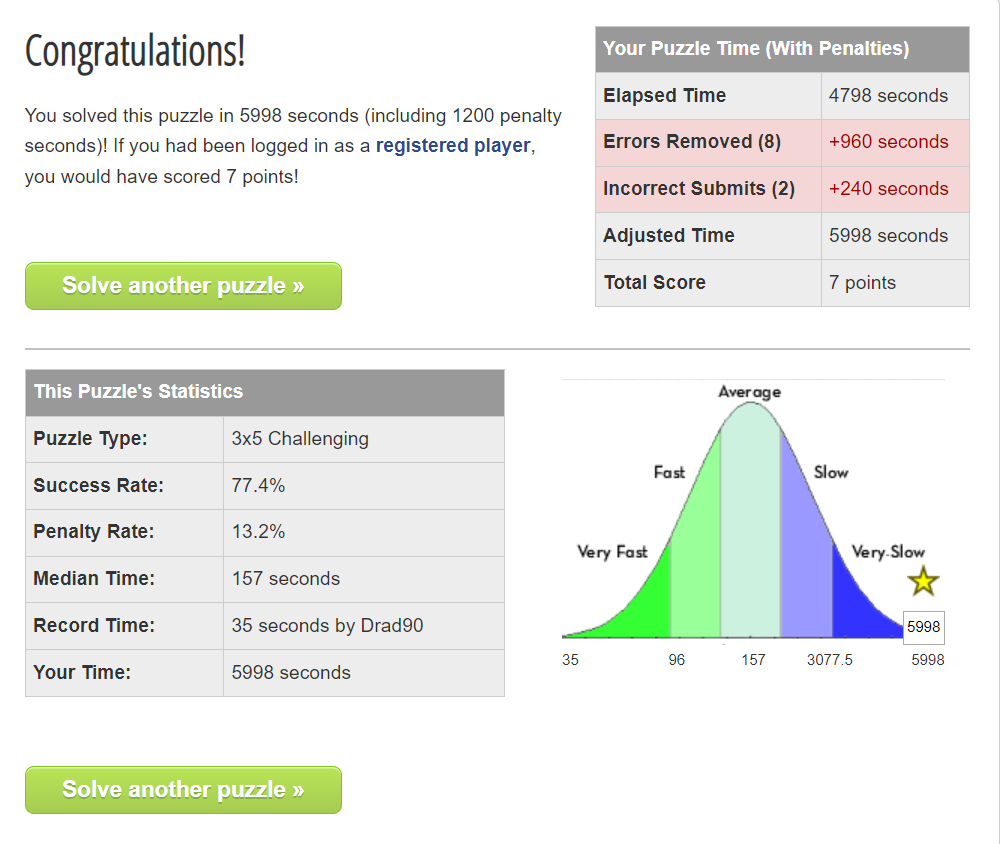 Congratulations!
You solved this puzzle in 5998 seconds (including 1200 penalty
seconds)! If you had been logged in as a registered player,
you would have scored 7 points!
Solve another puzzle »
Your Puzzle Time (With Penalties)
Elapsed Time 4798 seconds
Errors Removed (8) +960 seconds
Incorrect Submits (2) +240 seconds
Adjusted Time 5998 seconds
Total Score 7 points
This Puzzle's Statistics
Puzzle Type: 3x5 Challenging
Success Rate: 77.4%
Penalty Rate: 13.2%
Median Time: 157 seconds
Record Time: 35 seconds by Drad90
Your Time: 5998 seconds
Average
Fast Slow
Very Fast Very Slow
5998
35 96 157 3077.5 5998
Solve another puzzle »